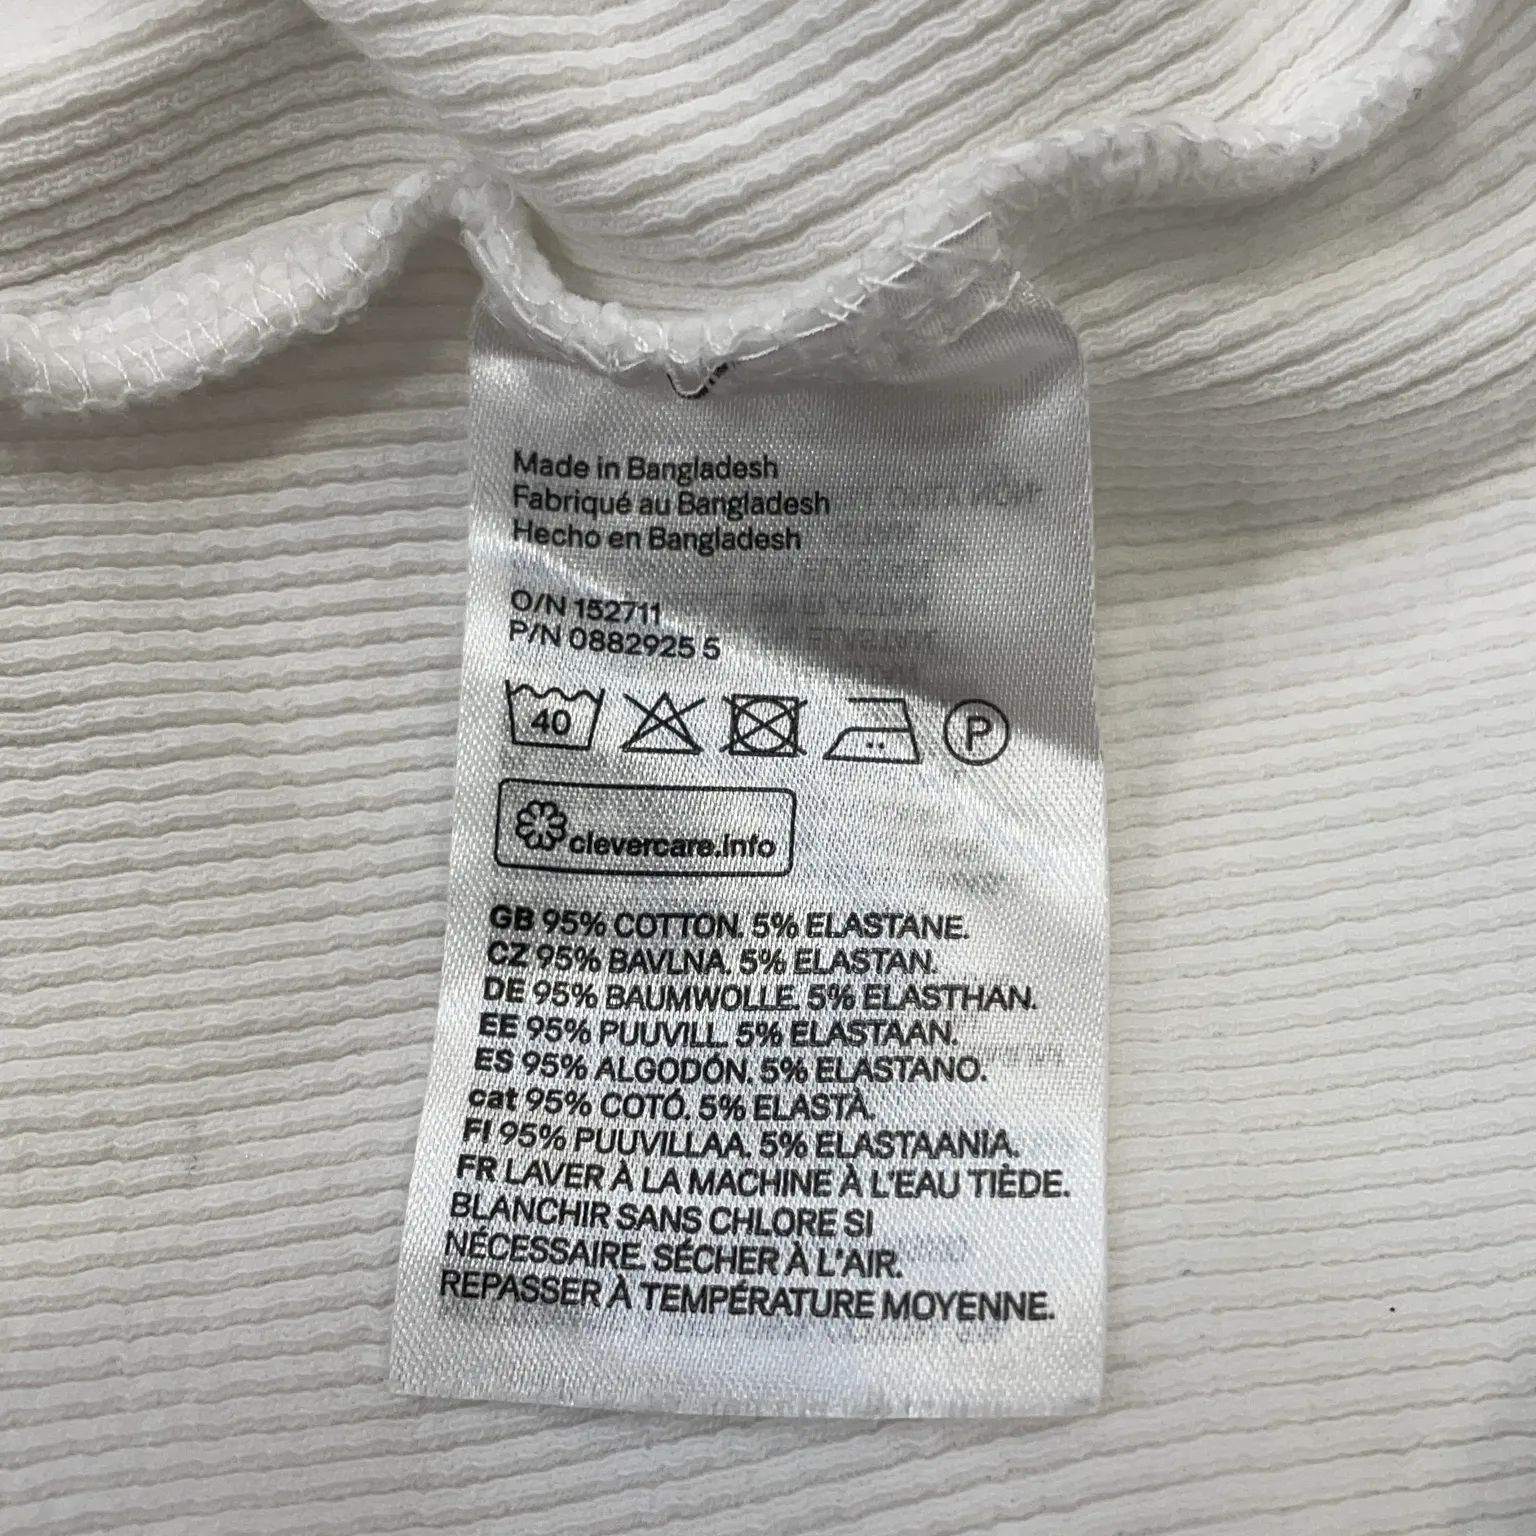 Made in Bangladesh
Fabriqué au Bangladesh
Hecho en Bangladesh
O/N 152711
P/N 0882925 5
40 P
clevercare.info
GB 95% COTTON. 5% ELASTANE.
CZ 95% BAVLNA. 5% ELASTAN.
DE 95% BAUMWOLLE. 5% ELASTHAN.
EE 95% PUUVILL. 5% ELASTAAN.
ES 95% ALGODÓN. 5% ELASTANO.
cat 95% COTÓ. 5% ELASTÀ.
FI 95% PUUVILLAA. 5% ELASTAANIA.
FR LAVER À LA MACHINE À L'EAU TIÈDE.
BLANCHIR SANS CHLORE SI
NÉCESSAIRE. SÉCHER À L'AIR.
REPASSER À TEMPÉRATURE MOYENNE.